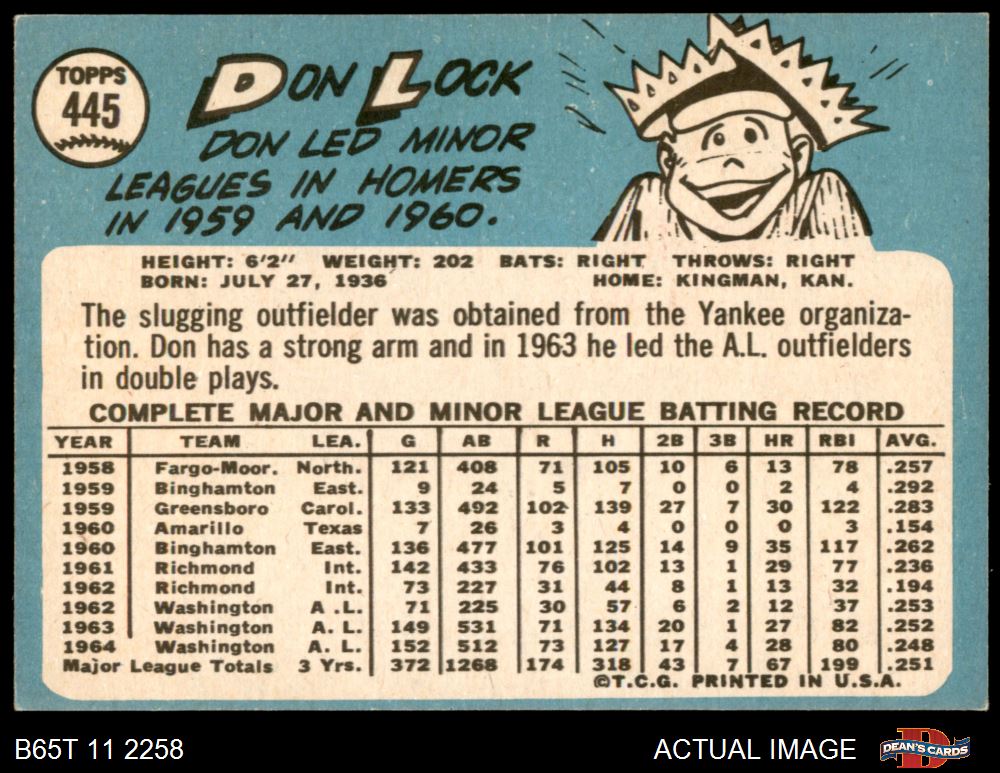 TOPPS
445
DON LOCK
DON LED MINOR
LEAGUES IN HOMERS
IN 1959 AND 1960.
HEIGHT: 6'2" WEIGHT: 202 BATS: RIGHT THROWS: RIGHT
BORN: JULY 27, 1936 HOME: KINGMAN, KAN.
The slugging outfielder was obtained from the Yankee organiza-
tion. Don has a strong arm and in 1963 he led the A.L. outfielders
in double plays.
COMPLETE MAJOR AND MINOR LEAGUE BATTING RECORD
YEAR TEAM LEA. G AB R H 2B 3B HR RBI AVG.
1958 Fargo-Moor. North. 121 408 71 105 10 6 13 78 .257
1959 Binghamton East. 9 24 5 7 0 0 2 4 .292
1959 Greensboro Carol. 133 492 102 139 27 7 30 122 .283
1960 Amarillo Texas 7 26 3 4 0 0 0 3 .154
1960 Binghamton East. 136 477 101 125 14 9 35 117 .262
1961 Richmond Int. 142 433 76 102 13 1 29 77 .236
1962 Richmond Int. 73 227 31 44 8 1 13 32 .194
1962 Washington A .L. 71 225 30 57 6 2 12 37 .253
1963 Washington A. L. 149 531 71 134 20 1 27 82 .252
1964 Washington A. L. 152 512 73 127 17 4 28 80 .248
Major League Totals 3 Yrs. 372 1268 174 318 43 7 67 199 .251
©T.C.G. PRINTED IN U.S.A.
B65T 11 2258 ACTUAL IMAGE DEAN'S CARDS